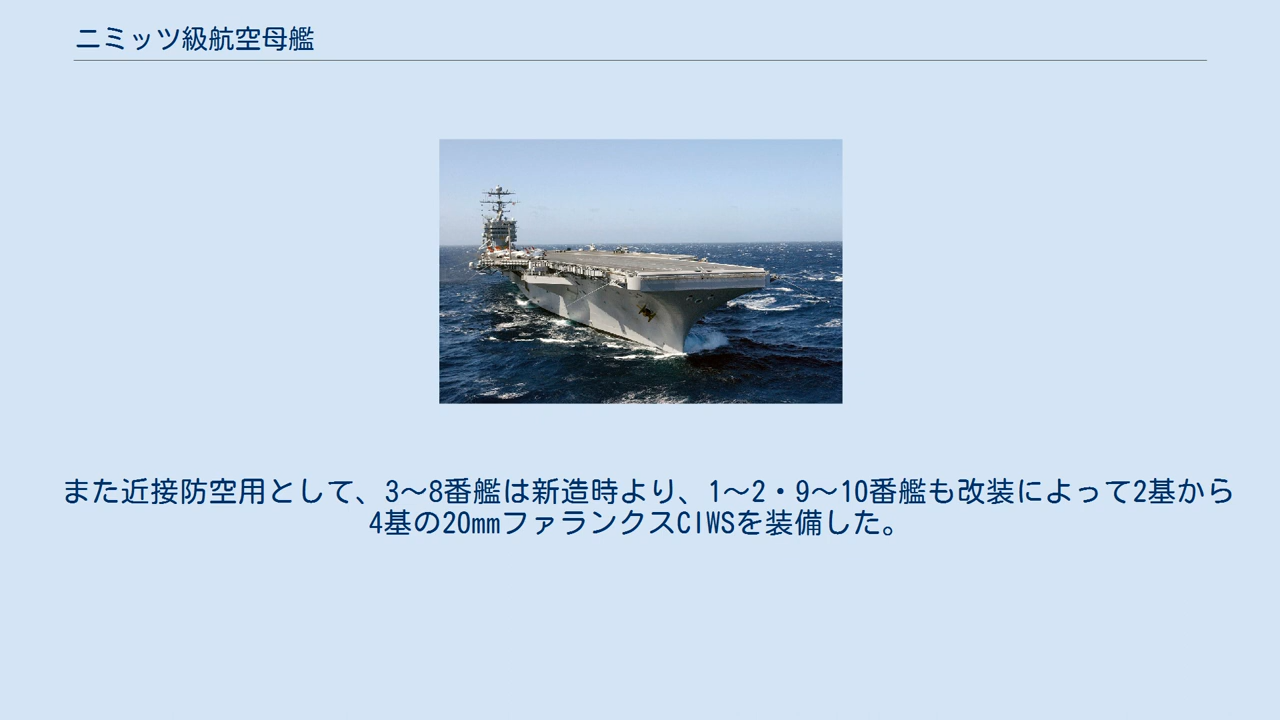 ニミッツ級航空母艦
また近接防空用として、3～8番艦は新造時より、1～2・9～10番艦も改装によって2基から
4基の20mmファランクスCIWSを装備した。